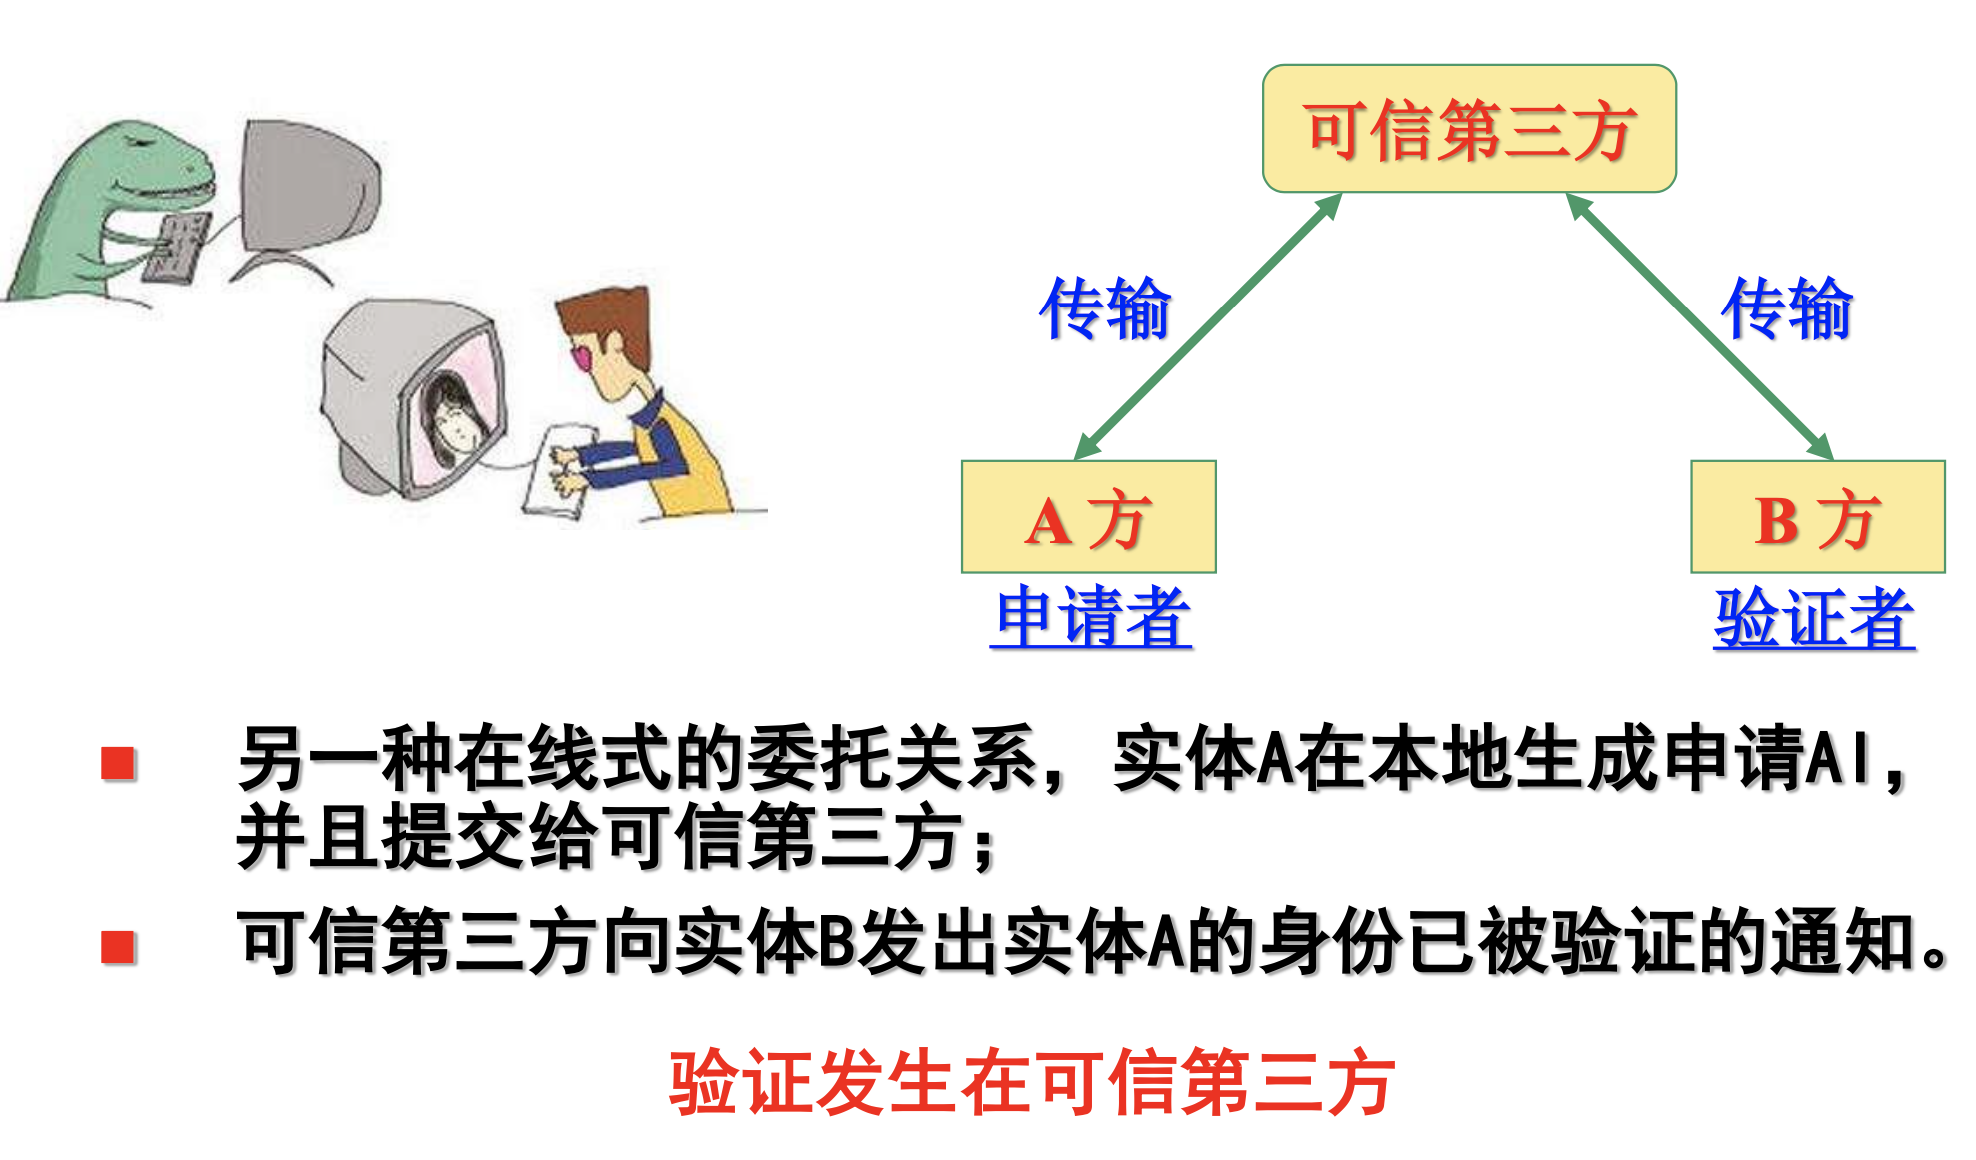 可信第三方
传输
传输
A 方
B 方
申请者
验证者
另一种在线式的委托关系，实体A在本地生成申请AI，
并且提交给可信第三方；
可信第三方向实体B发出实体A的身份已被验证的通知。
验证发生在可信第三方